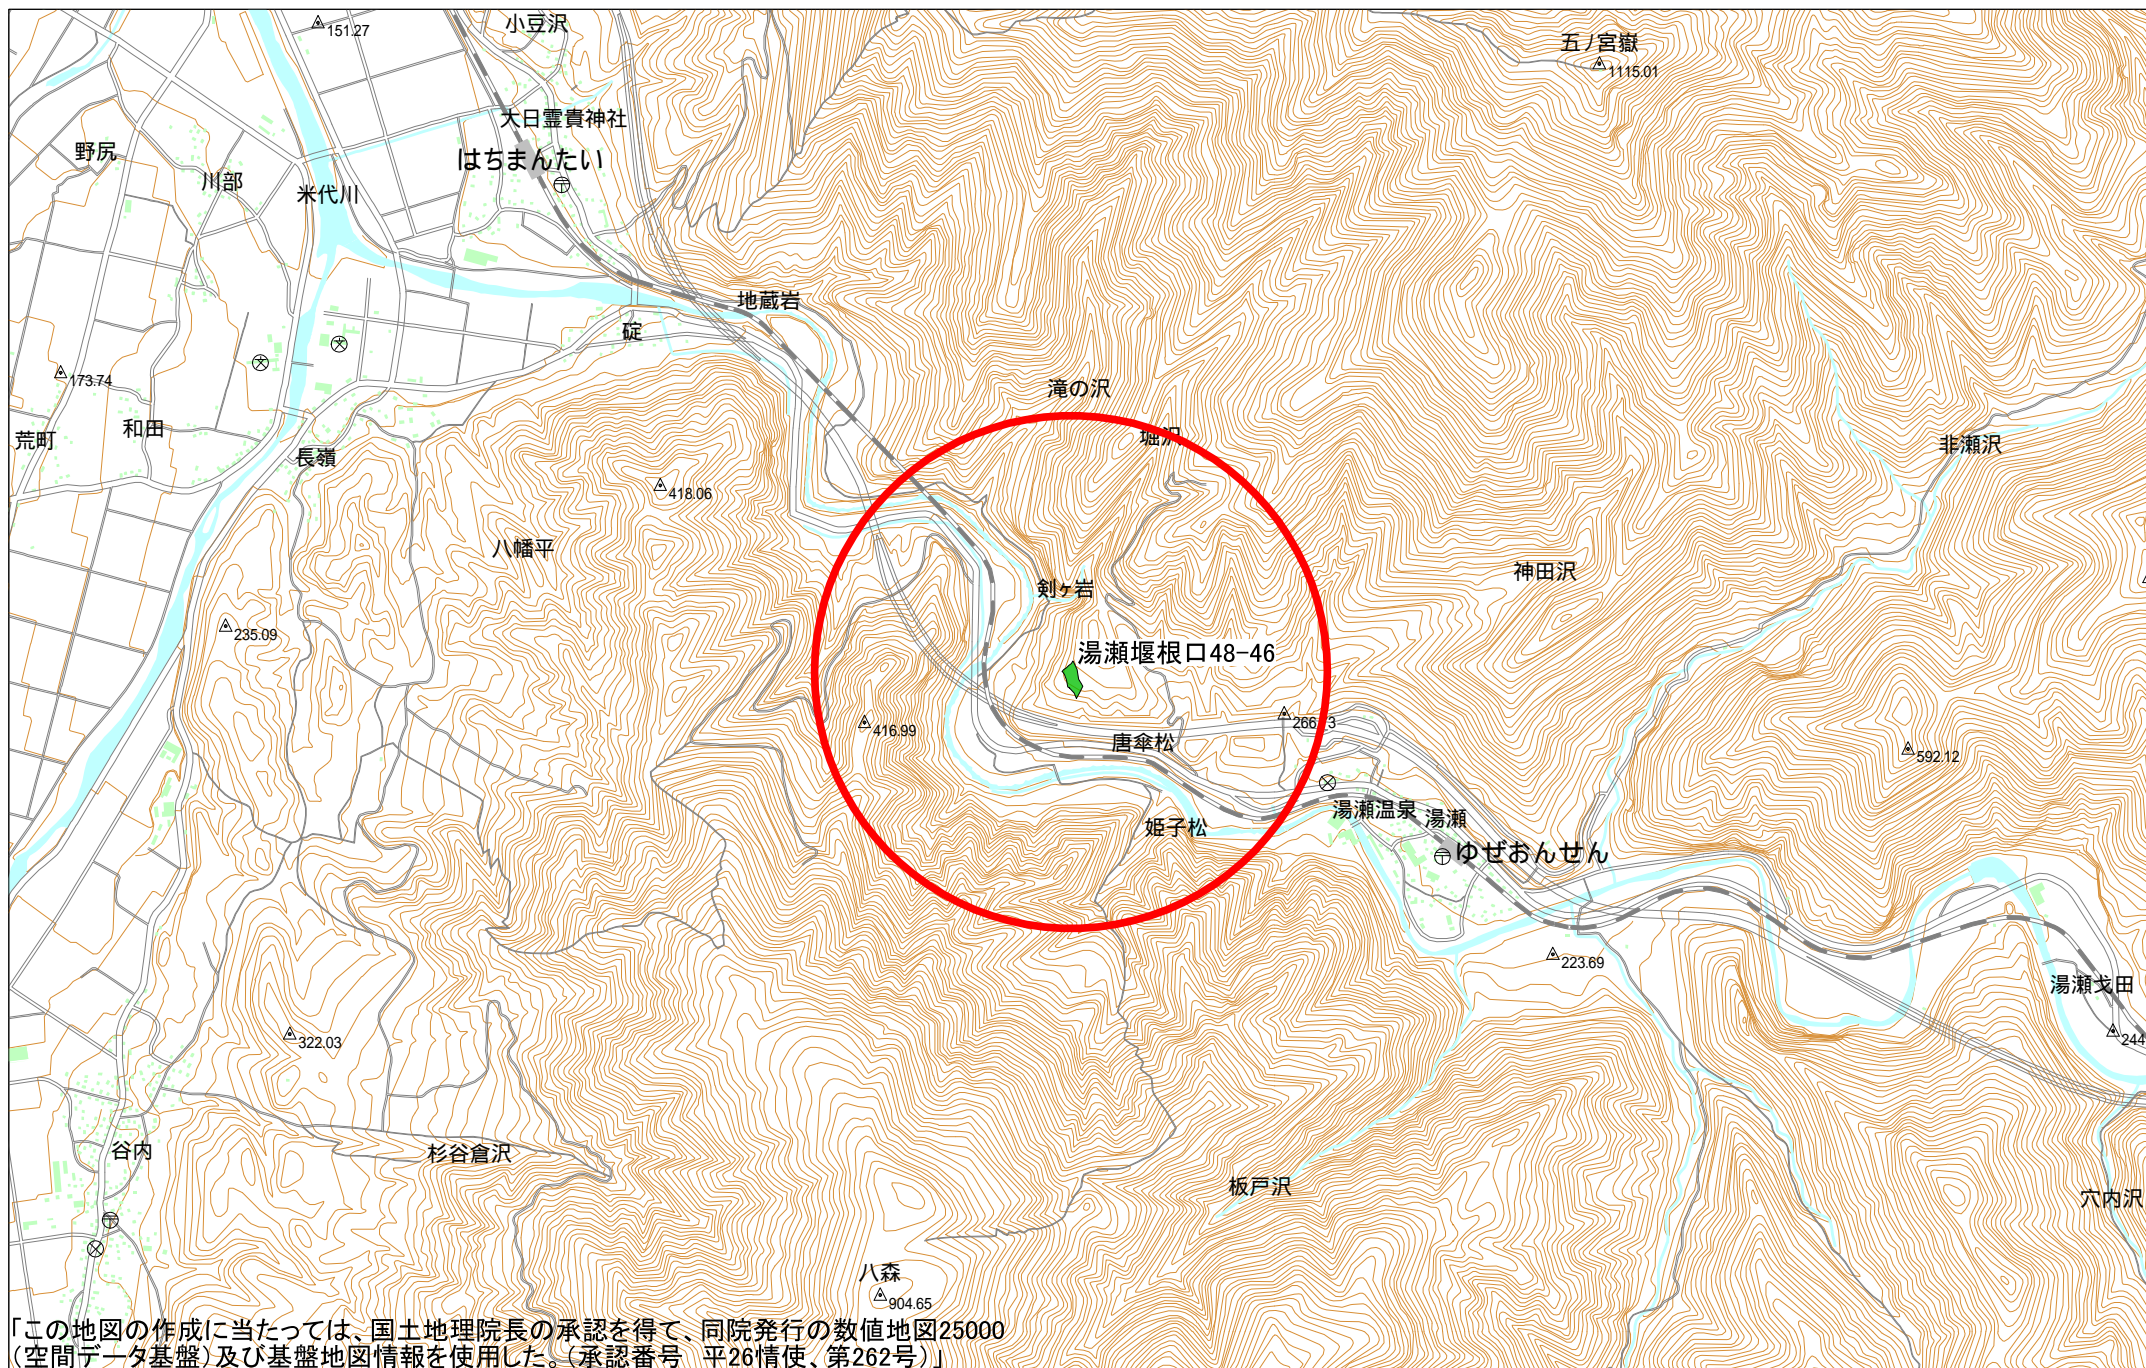 151.27
小豆沢
五ノ宮嶽
1115.01
大日霊貴神社
はちまんたい
野尻
川部
米代川
地蔵岩
碇
173.74
滝の沢
荒町
和田
長嶺
堀沢
非瀬沢
418.06
八幡平
神田沢
剣ヶ岩
235.09
湯瀬堰根口48-46
416.99
唐傘松
592.12
湯瀬温泉
湯瀬
姫子松
ゆぜおんせん
223.69
湯瀬戈田
322.03
244
谷内
杉谷倉沢
板戸沢
穴内沢
八森
904.65
「この地図の作成に当たっては、国土地理院長の承認を得て、同院発行の数値地図25000
（空間データ基盤）及び基盤地図情報を使用した。（承認番号　平26情使、第262号）」